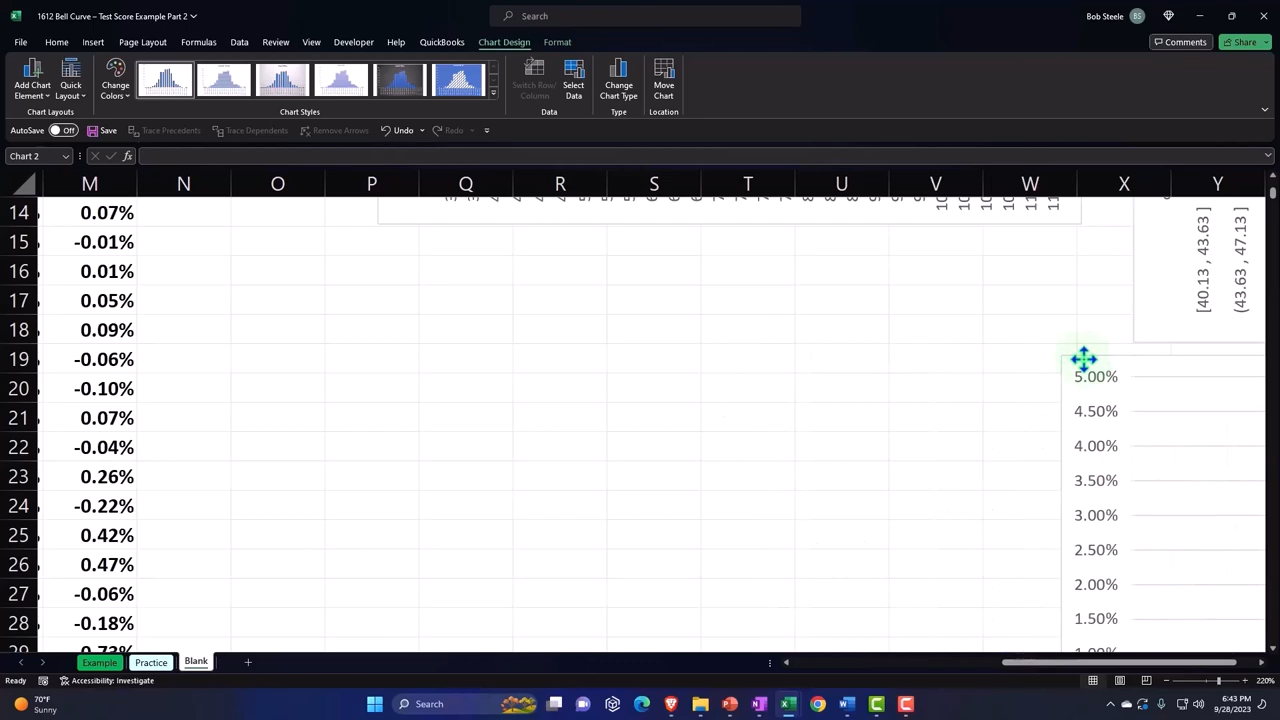 1612 Bell Curve – Test Score Example Part 2
Search
Bob Steele
BS
File Home Insert Page Layout Formulas Data Review View Developer Help QuickBooks Chart Design Format
Comments
Share
Add Chart Element
Quick Layout
Change Colors
Switch Row/ Column
Select Data
Change Chart Type
Move Chart
Chart Layouts
Chart Styles
Data
Type
Location
AutoSave Off Save Trace Precedents Trace Dependents Remove Arrows Undo Redo
Chart 2
fx
M N O P Q R S T U V W X Y
14 0.07%
15 -0.01%
16 0.01%
17 0.05%
18 0.09%
19 -0.06%
20 -0.10%
21 0.07%
22 -0.04%
23 0.26%
24 -0.22%
25 0.42%
26 0.47%
27 -0.06%
28 -0.18%
[40.13 , 43.63 ]
(43.63 , 47.13 ]
5.00%
4.50%
4.00%
3.50%
3.00%
2.50%
2.00%
1.50%
Example Practice Blank
Ready
Accessibility: Investigate
220%
70°F
Sunny
Search
6:43 PM
9/28/2023